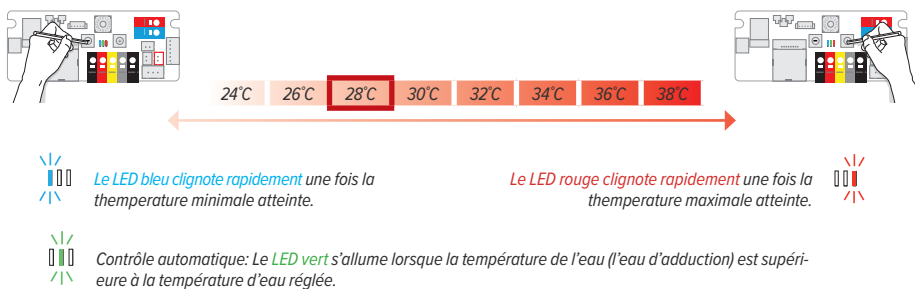 24°C 26°C 28°C 30°C 32°C 34°C 36°C 38°C
Le LED bleu clignote rapidement une fois la
themperature minimale atteinte.
Le LED rouge clignote rapidement une fois la
themperature maximale atteinte.
Contrôle automatique: Le LED vert s'allume lorsque la température de l'eau (l'eau d'adduction) est supéri-
eure à la température d'eau réglée.